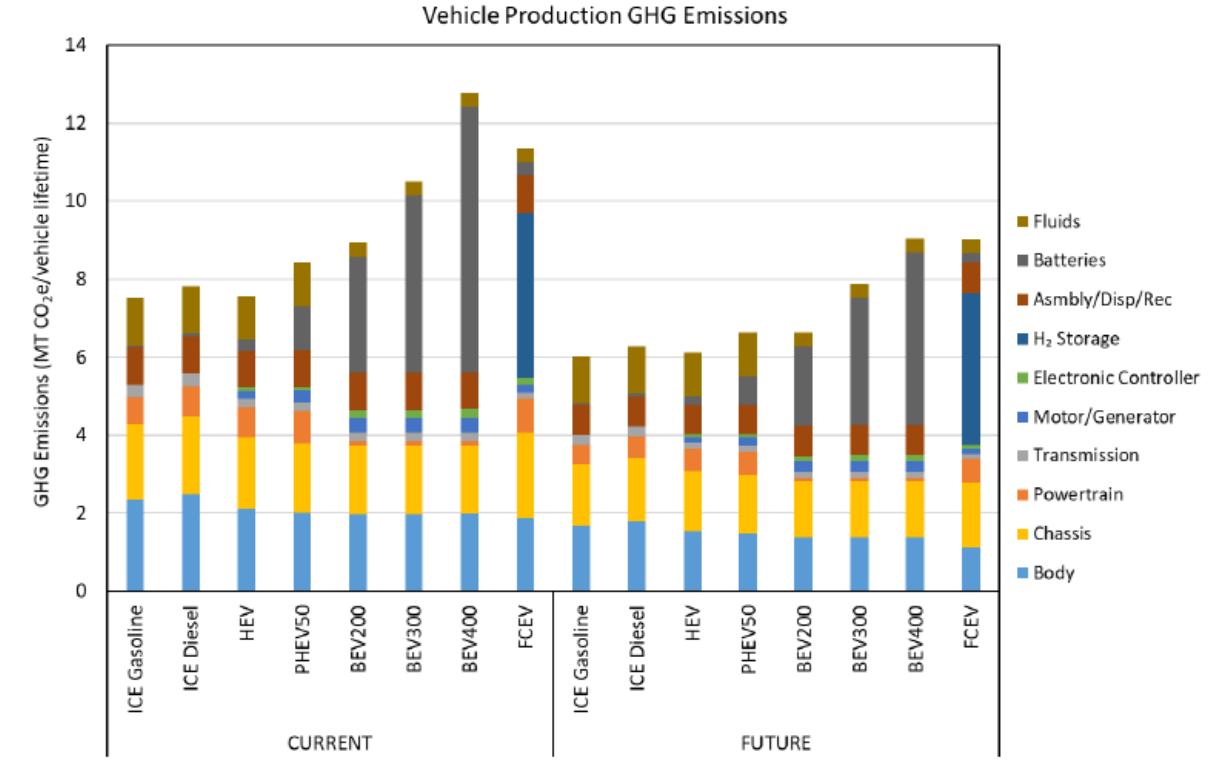 Vehicle Production GHG Emissions
GHG Emissions (MT CO₂e/vehicle lifetime)
14
12
10
8
6
4
2
0
ICE Gasoline
ICE Diesel
HEV
PHEV50
BEV200
BEV300
BEV400
FCEV
ICE Gasoline
ICE Diesel
HEV
PHEV50
BEV200
BEV300
BEV400
FCEV
CURRENT
FUTURE
Fluids
Batteries
Asmbly/Disp/Rec
H₂ Storage
Electronic Controller
Motor/Generator
Transmission
Powertrain
Chassis
Body